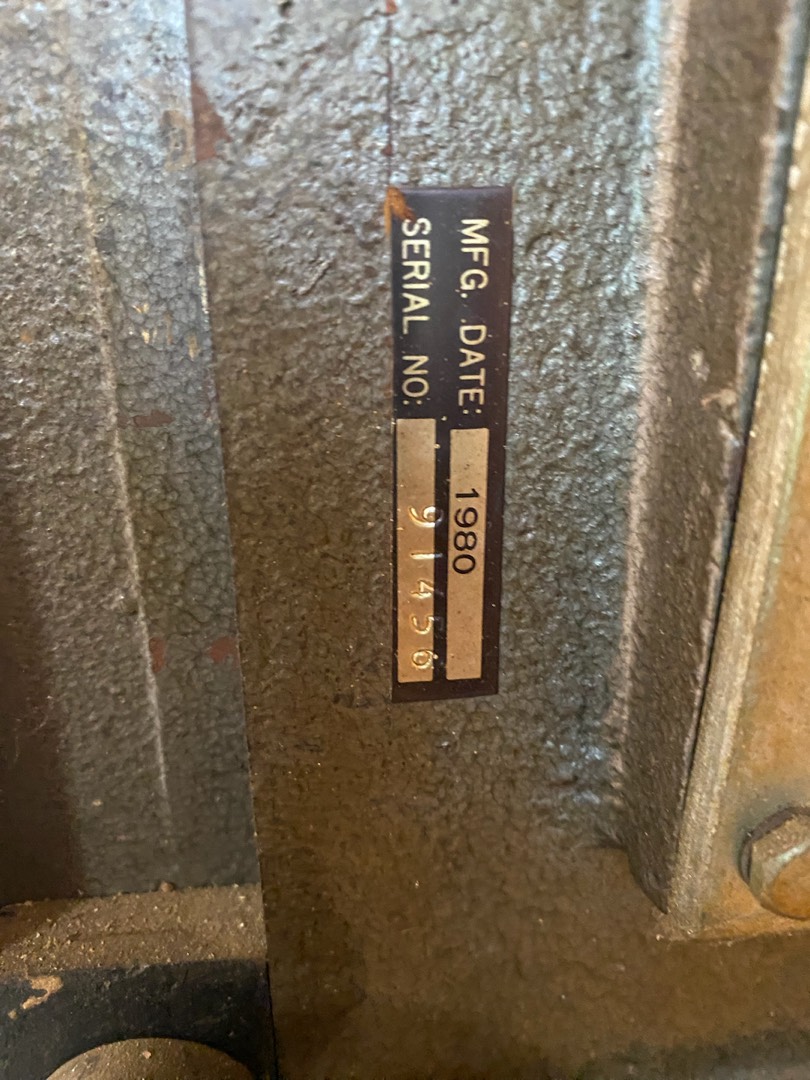 MFG. DATE: 1980
SERIAL NO: 91456